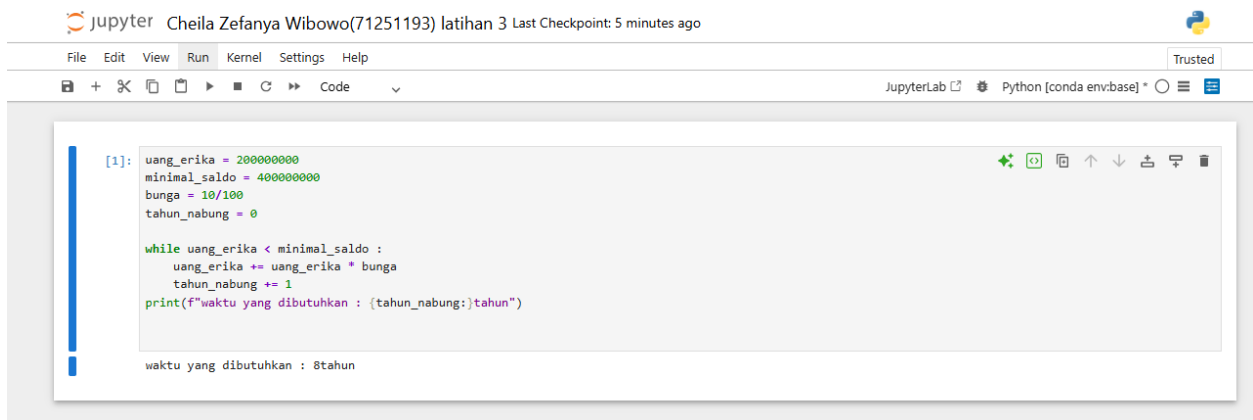 jupyter Cheila Zefanya Wibowo(71251193) latihan 3 Last Checkpoint: 5 minutes ago
File Edit View Run Kernel Settings Help Trusted
Code JupyterLab Python [conda env:base] *
[1]: uang_erika = 200000000
minimal_saldo = 400000000
bunga = 10/100
tahun_nabung = 0
while uang_erika < minimal_saldo :
    uang_erika += uang_erika * bunga
    tahun_nabung += 1
print(f"waktu yang dibutuhkan : {tahun_nabung:}tahun")
waktu yang dibutuhkan : 8tahun